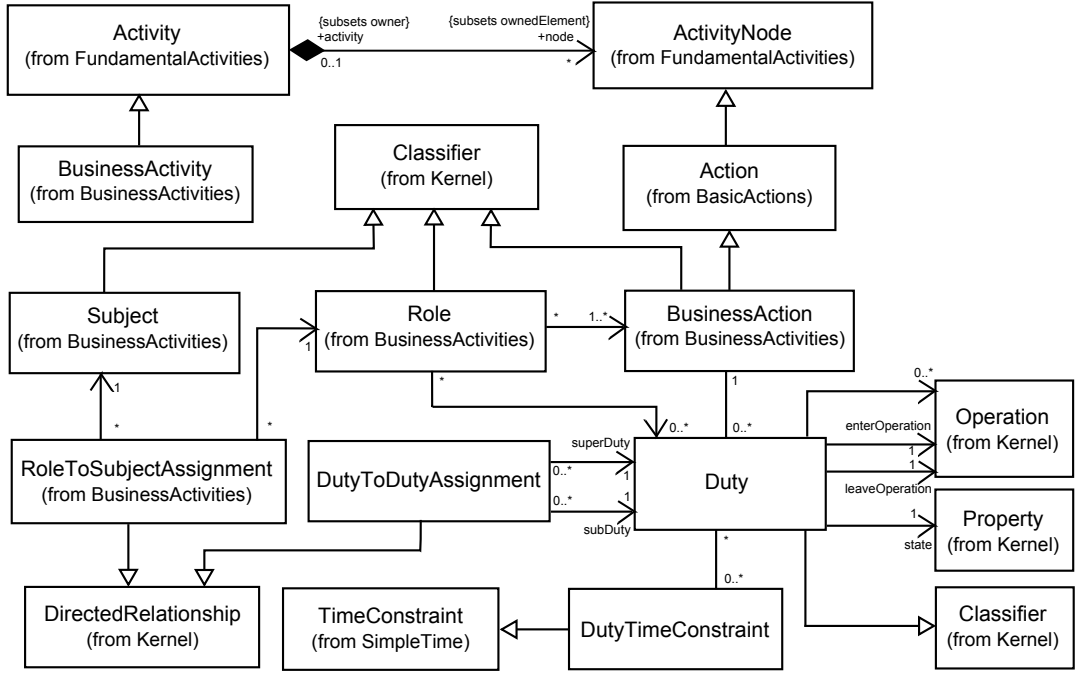 Activity
(from FundamentalActivities)
{subsets owner}
+activity
0..1
{subsets ownedElement}
+node
*
ActivityNode
(from FundamentalActivities)
BusinessActivity
(from BusinessActivities)
Classifier
(from Kernel)
Action
(from BasicActions)
Subject
(from BusinessActivities)
Role
(from BusinessActivities)
BusinessAction
(from BusinessActivities)
1
*
1
*
*
1..*
*
0..*
1
0..*
RoleToSubjectAssignment
(from BusinessActivities)
DutyToDutyAssignment
superDuty
0..*
1
0..*
1
subDuty
Duty
0..*
enterOperation
1
1
leaveOperation
1
state
Operation
(from Kernel)
Property
(from Kernel)
*
0..*
DirectedRelationship
(from Kernel)
TimeConstraint
(from SimpleTime)
DutyTimeConstraint
Classifier
(from Kernel)